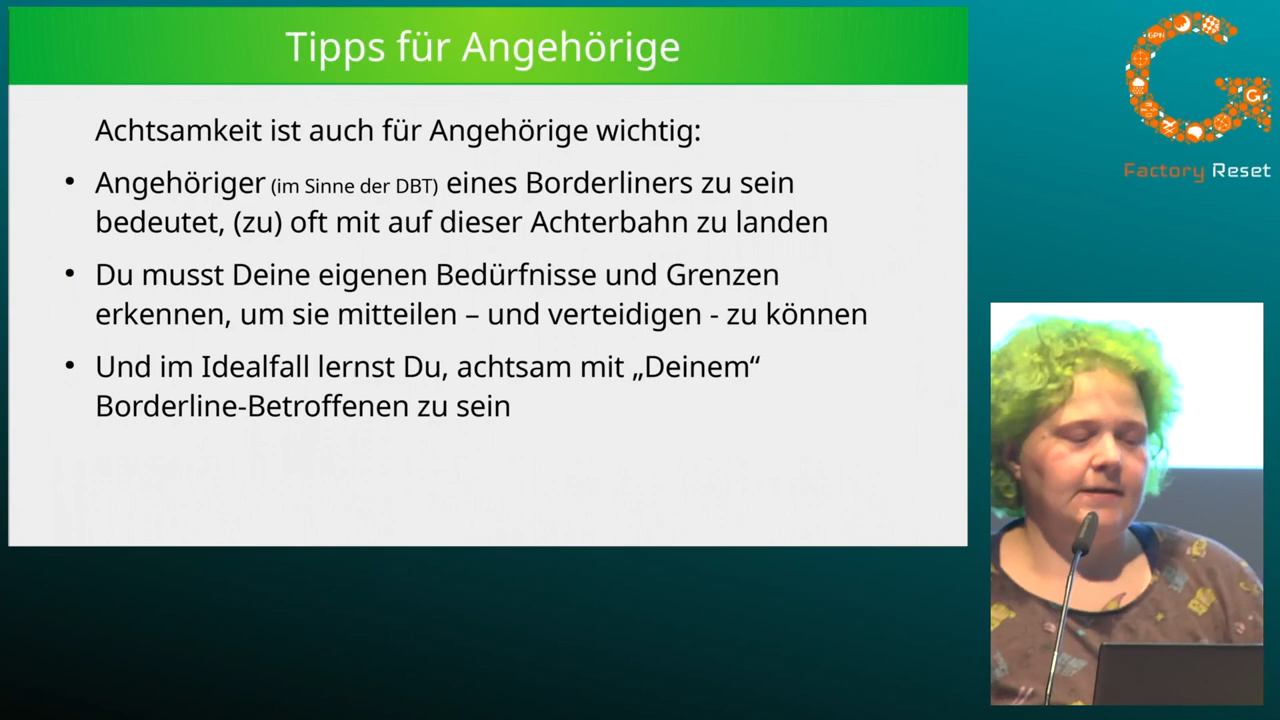 Tipps für Angehörige
Achtsamkeit ist auch für Angehörige wichtig:
• Angehöriger (im Sinne der DBT) eines Borderliners zu sein
bedeutet, (zu) oft mit auf dieser Achterbahn zu landen
• Du musst Deine eigenen Bedürfnisse und Grenzen
erkennen, um sie mitteilen – und verteidigen - zu können
• Und im Idealfall lernst Du, achtsam mit „Deinem“
Borderline-Betroffenen zu sein
GPN
Factory Reset